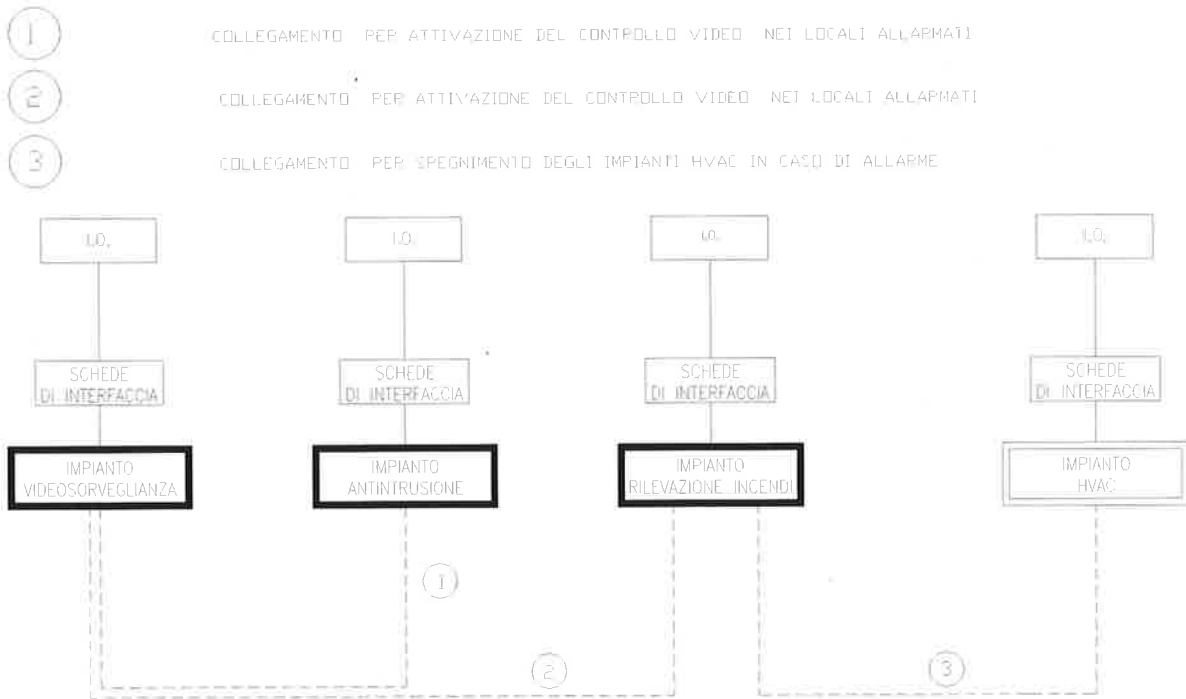 1
COLLEGAMENTO PER ATTIVAZIONE DEL CONTROLLO VIDEO NEI LOCALI ALLARMATI
2
COLLEGAMENTO PER ATTIVAZIONE DEL CONTROLLO VIDEO NEI LOCALI ALLARMATI
3
COLLEGAMENTO PER SPEGNIMENTO DEGLI IMPIANTI HVAC IN CASO DI ALLARME
I.O. I.O. I.O. I.O.
SCHEDE SCHEDE SCHEDE SCHEDE
DI INTERFACCIA DI INTERFACCIA DI INTERFACCIA DI INTERFACCIA
IMPIANTO IMPIANTO IMPIANTO IMPIANTO
VIDEOSORVEGLIANZA ANTINTRUSIONE RILEVAZIONE INCENDI HVAC
1
2 3